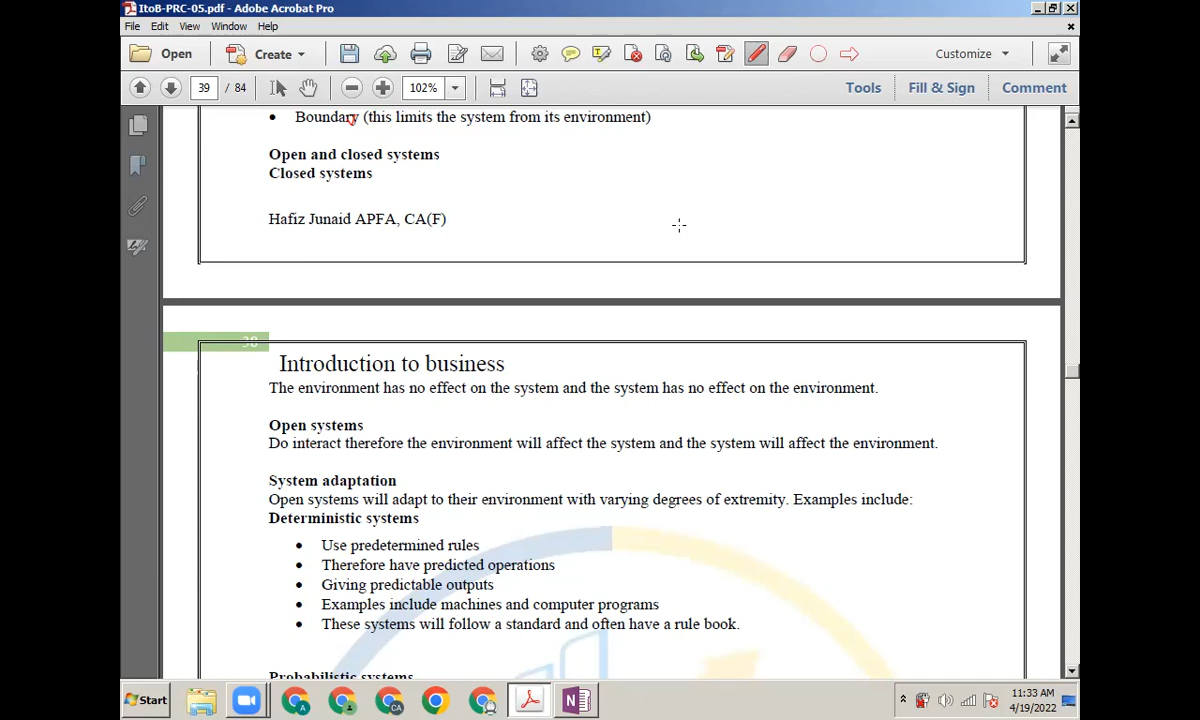 ItoB-PRC-05.pdf - Adobe Acrobat Pro
File Edit View Window Help
Open Create Customize
39 / 84 102% Tools Fill & Sign Comment
• Boundary (this limits the system from its environment)
Open and closed systems
Closed systems
Hafiz Junaid APFA, CA(F)
38
Introduction to business
The environment has no effect on the system and the system has no effect on the environment.
Open systems
Do interact therefore the environment will affect the system and the system will affect the environment.
System adaptation
Open systems will adapt to their environment with varying degrees of extremity. Examples include:
Deterministic systems
• Use predetermined rules
• Therefore have predicted operations
• Giving predictable outputs
• Examples include machines and computer programs
• These systems will follow a standard and often have a rule book.
Probabilistic systems
Start 11:33 AM
4/19/2022